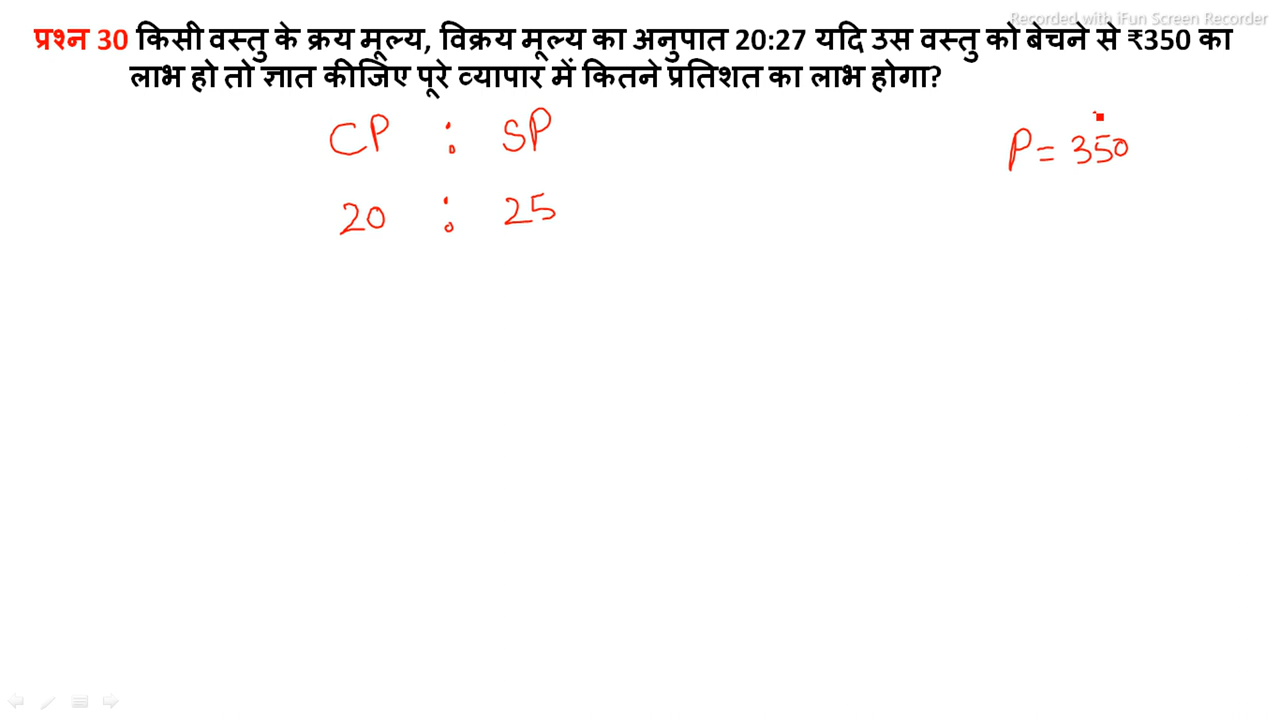 Recorded with iFun Screen Recorder
प्रश्न 30 किसी वस्तु के क्रय मूल्य, विक्रय मूल्य का अनुपात 20:27 यदि उस वस्तु को बेचने से ₹350 का
लाभ हो तो ज्ञात कीजिए पूरे व्यापार में कितने प्रतिशत का लाभ होगा?
CP : SP
P = 350
20 : 25